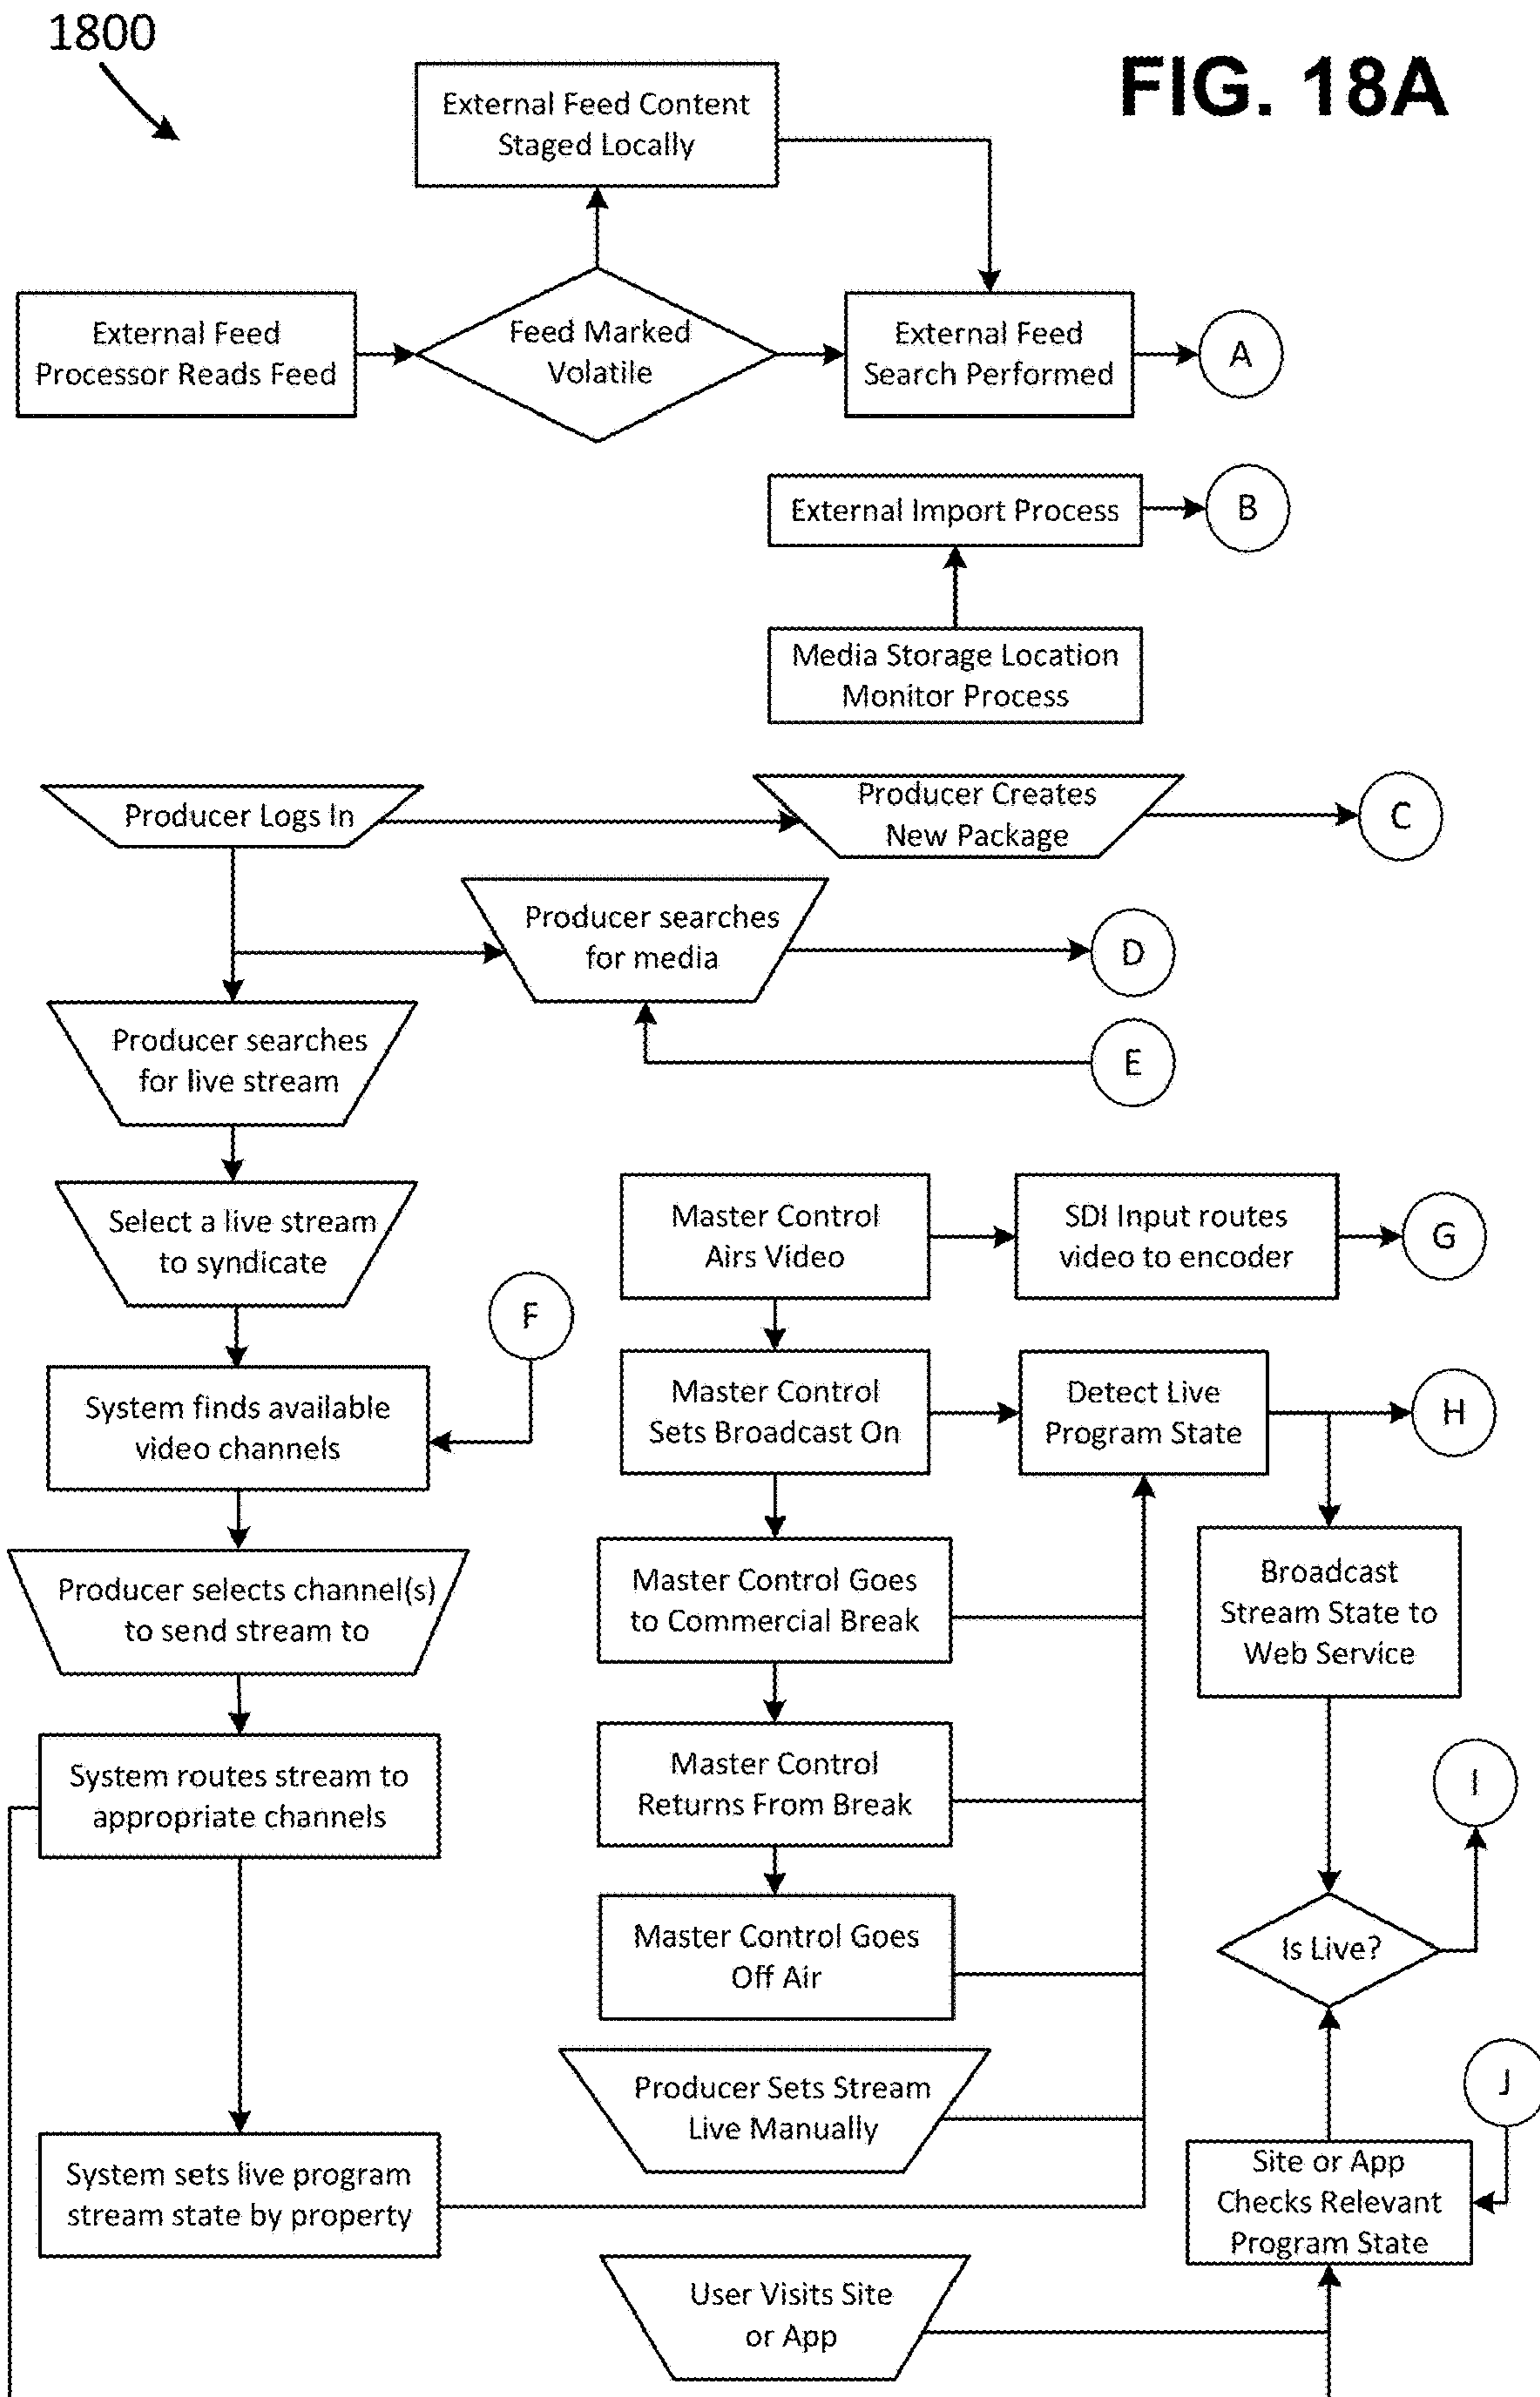 1800
FIG. 18A
External Feed Content
Staged Locally
External Feed
Processor Reads Feed
Feed Marked
Volatile
External Feed
Search Performed
A
External Import Process
B
Media Storage Location
Monitor Process
Producer Logs In
Producer Creates
New Package
C
Producer searches
for media
D
E
Producer searches
for live stream
Select a live stream
to syndicate
F
System finds available
video channels
Producer selects channel(s)
to send stream to
System routes stream to
appropriate channels
System sets live program
stream state by property
Master Control
Airs Video
SDI Input routes
video to encoder
G
Master Control
Sets Broadcast On
Detect Live
Program State
H
Master Control Goes
to Commercial Break
Broadcast
Stream State to
Web Service
Master Control
Returns From Break
I
Master Control Goes
Off Air
Is Live?
Producer Sets Stream
Live Manually
J
Site or App
Checks Relevant
Program State
User Visits Site
or App